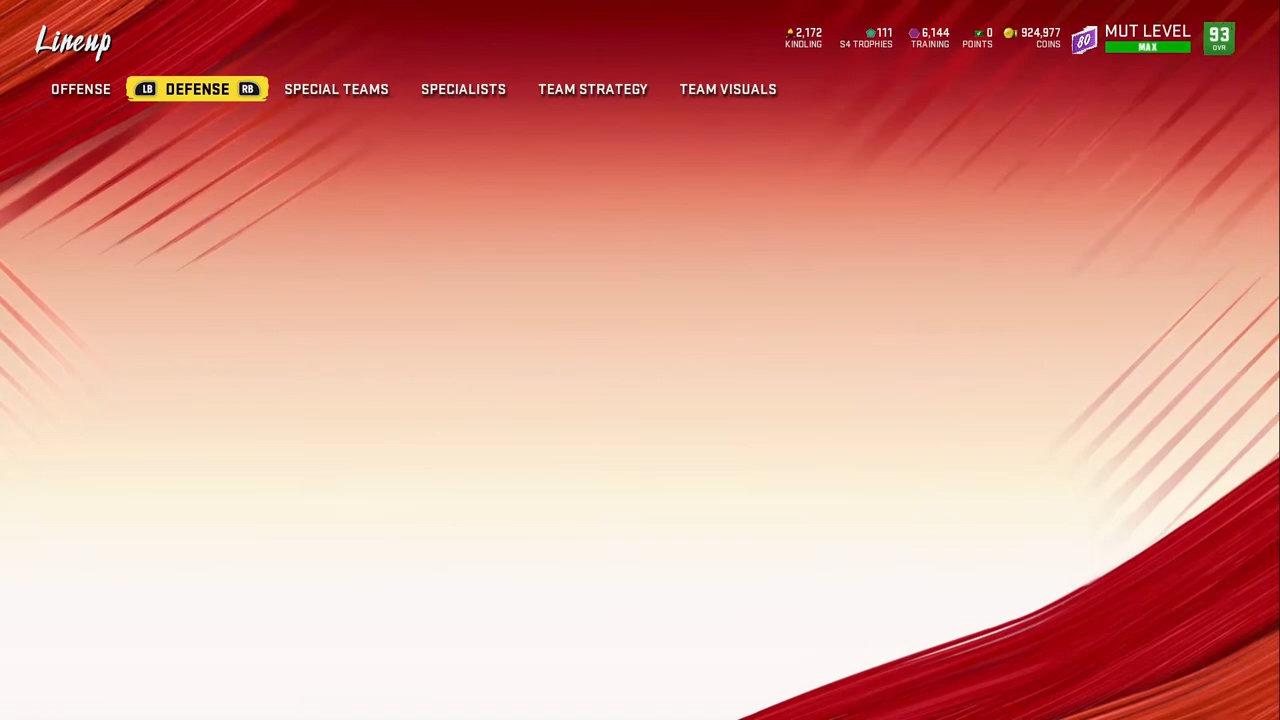 Lineup
2,172 KINDLING
111 S4 TROPHIES
6,144 TRAINING
0 POINTS
924,977 COINS
80
MUT LEVEL
MAX
93 OVR
OFFENSE LB DEFENSE RB SPECIAL TEAMS SPECIALISTS TEAM STRATEGY TEAM VISUALS